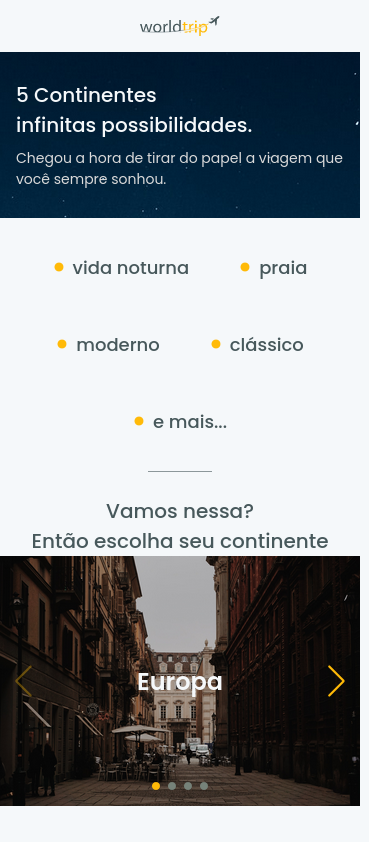 worldtrip
5 Continentes
infinitas possibilidades.
Chegou a hora de tirar do papel a viagem que
você sempre sonhou.
vida noturna
praia
moderno
clássico
e mais...
Vamos nessa?
Então escolha seu continente
Europa